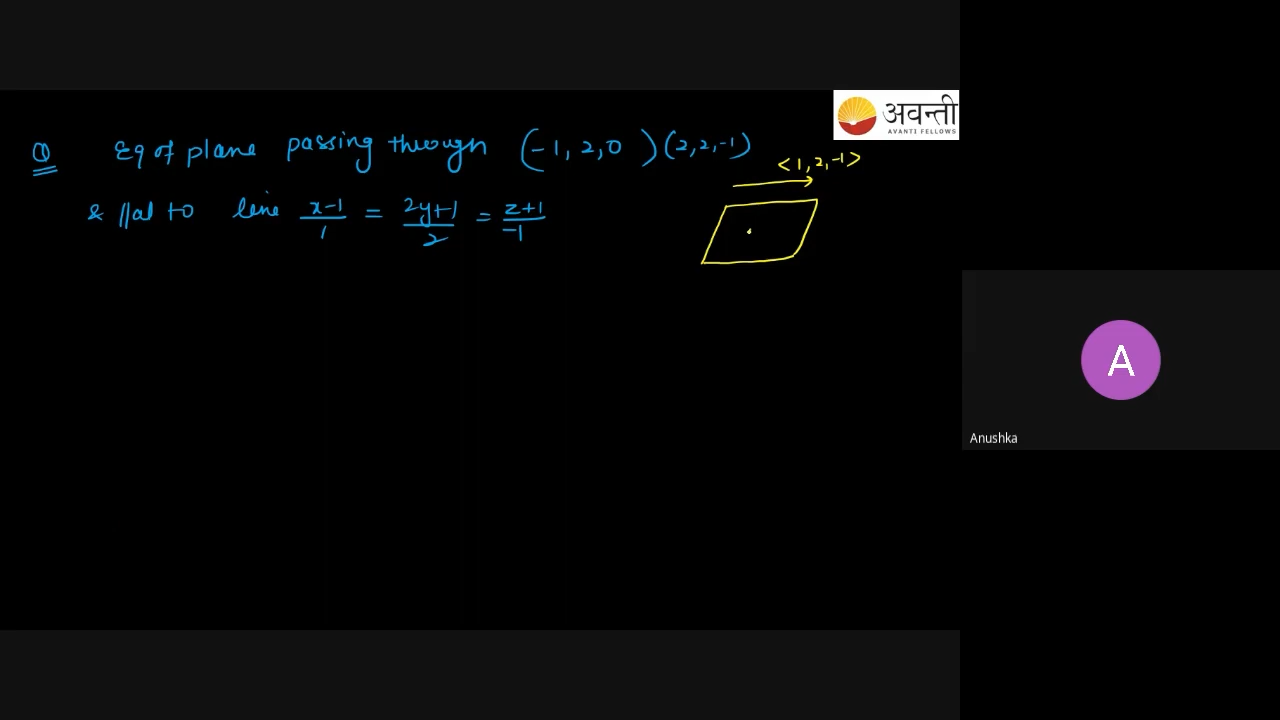 अवन्ती
AVANTI FELLOWS
Q Eq of plane passing through (-1, 2, 0) (2, 2, -1)
<1, 2, -1>
& //al to line x-1/1 = 2y+1/2 = z+1/-1
A
Anushka